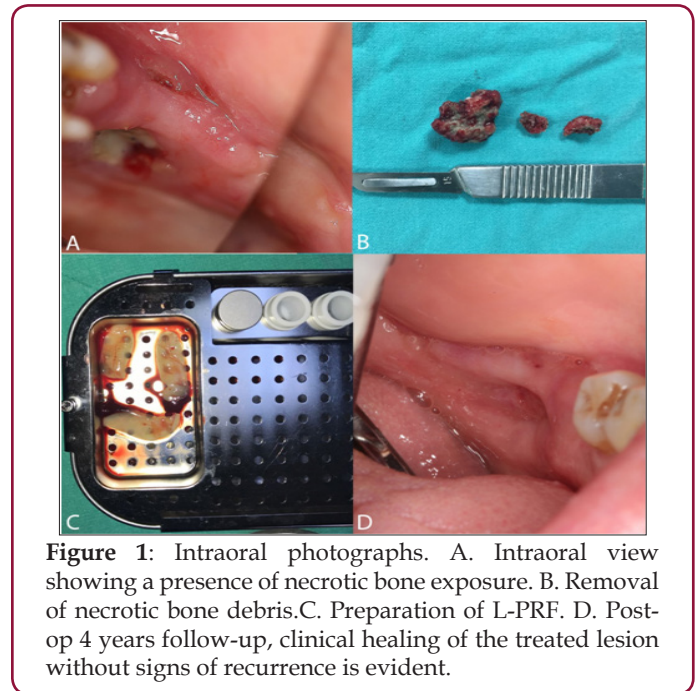 A
B
15
C
D
Figure 1: Intraoral photographs. A. Intraoral view
showing a presence of necrotic bone exposure. B. Removal
of necrotic bone debris.C. Preparation of L-PRF. D. Post-
op 4 years follow-up, clinical healing of the treated lesion
without signs of recurrence is evident.